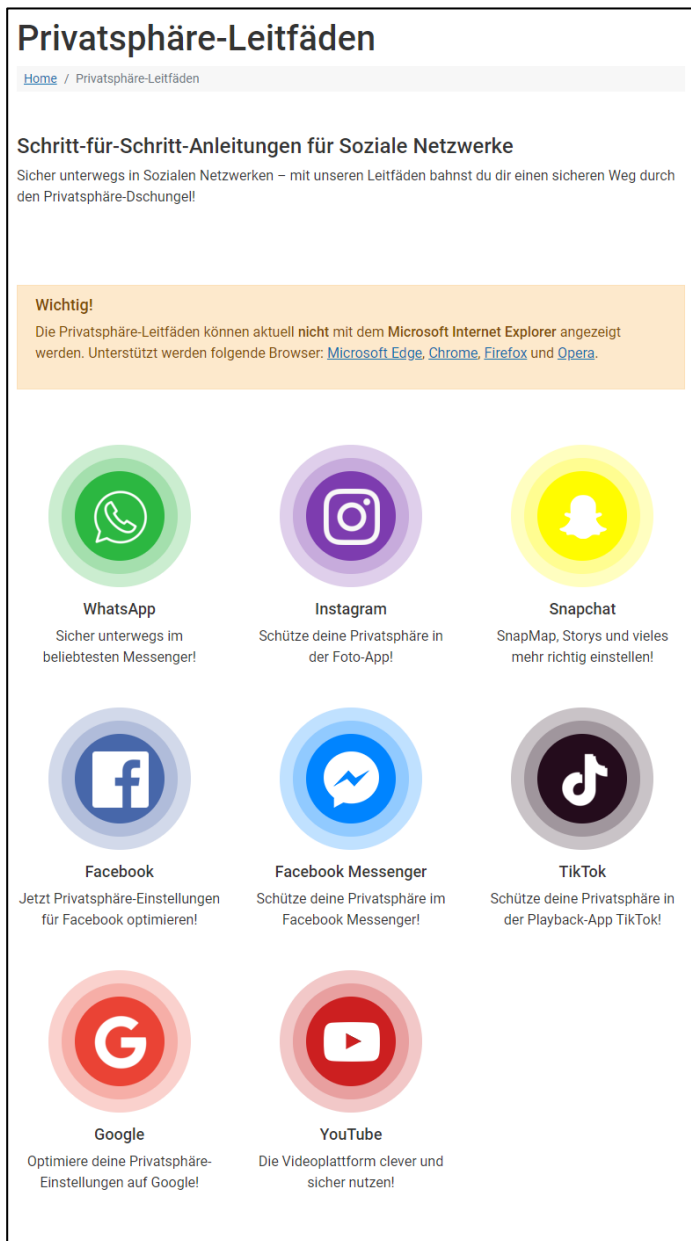 Privatsphäre-Leitfäden
Home / Privatsphäre-Leitfäden
Schritt-für-Schritt-Anleitungen für Soziale Netzwerke
Sicher unterwegs in Sozialen Netzwerken – mit unseren Leitfäden bahnst du dir einen sicheren Weg durch
den Privatsphäre-Dschungel!
Wichtig!
Die Privatsphäre-Leitfäden können aktuell nicht mit dem Microsoft Internet Explorer angezeigt
werden. Unterstützt werden folgende Browser: Microsoft Edge, Chrome, Firefox und Opera.
WhatsApp
Sicher unterwegs im
beliebtesten Messenger!
Instagram
Schütze deine Privatsphäre in
der Foto-App!
Snapchat
SnapMap, Storys und vieles
mehr richtig einstellen!
Facebook
Jetzt Privatsphäre-Einstellungen
für Facebook optimieren!
Facebook Messenger
Schütze deine Privatsphäre im
Facebook Messenger!
TikTok
Schütze deine Privatsphäre in
der Playback-App TikTok!
Google
Optimiere deine Privatsphäre-
Einstellungen auf Google!
YouTube
Die Videoplattform clever und
sicher nutzen!